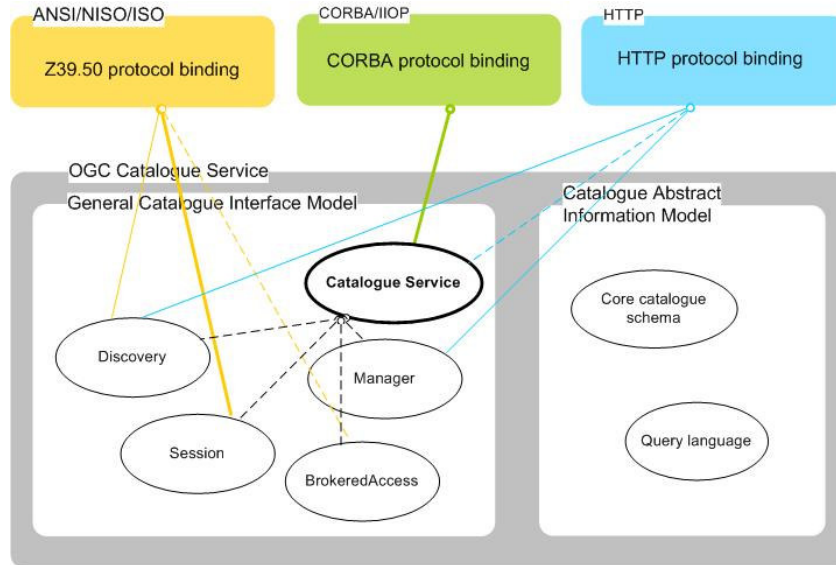 ANSI/NISO/ISO
Z39.50 protocol binding
CORBA/IIOP
CORBA protocol binding
HTTP
HTTP protocol binding
OGC Catalogue Service
General Catalogue Interface Model
Catalogue Service
Discovery
Manager
Session
BrokeredAccess
Catalogue Abstract
Information Model
Core catalogue
schema
Query language